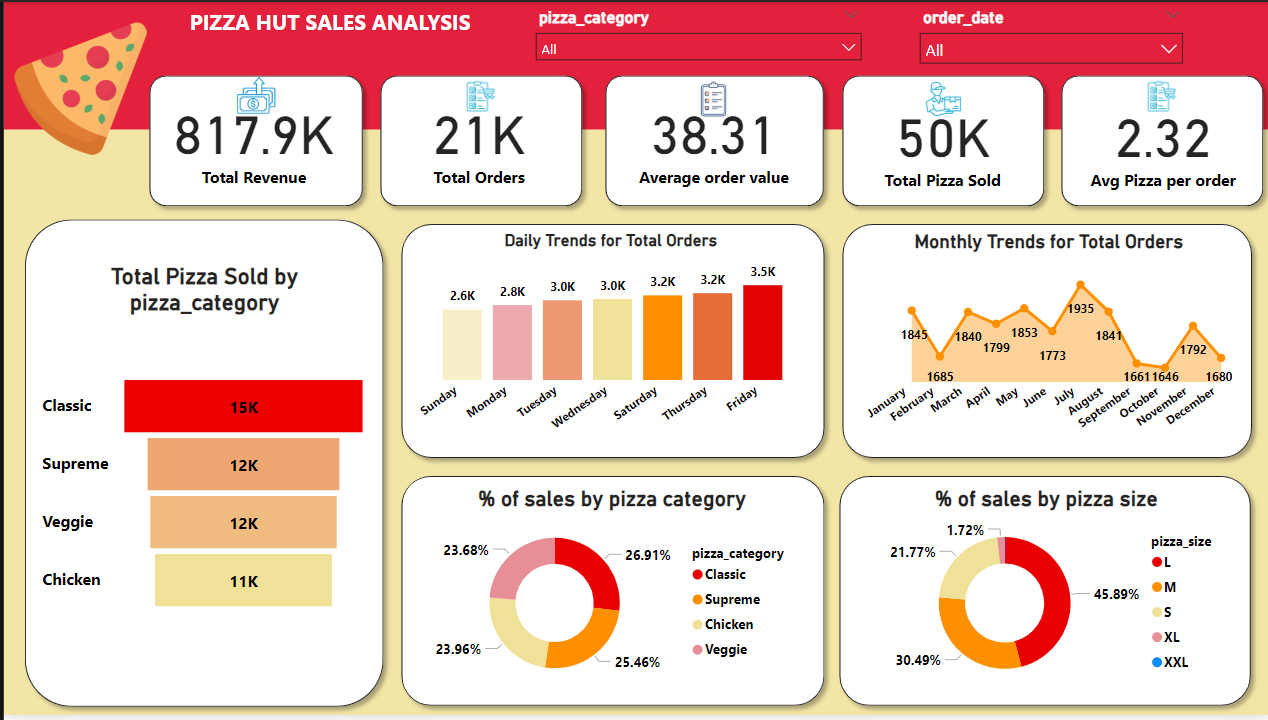 PIZZA HUT SALES ANALYSIS
pizza_category
All
order_date
All
817.9K
Total Revenue
21K
Total Orders
38.31
Average order value
50K
Total Pizza Sold
2.32
Avg Pizza per order
Total Pizza Sold by
pizza_category
Classic
15K
Supreme
12K
Veggie
12K
Chicken
11K
Daily Trends for Total Orders
2.6K
2.8K
3.0K
3.0K
3.2K
3.2K
3.5K
Sunday
Monday
Tuesday
Wednesday
Saturday
Thursday
Friday
Monthly Trends for Total Orders
1845
1685
1840
1799
1853
1773
1935
1841
1661
1646
1792
1680
January
February
March
April
May
June
July
August
September
October
November
December
% of sales by pizza category
26.91%
25.46%
23.96%
23.68%
pizza_category
Classic
Supreme
Chicken
Veggie
% of sales by pizza size
45.89%
30.49%
21.77%
1.72%
pizza_size
L
M
S
XL
XXL